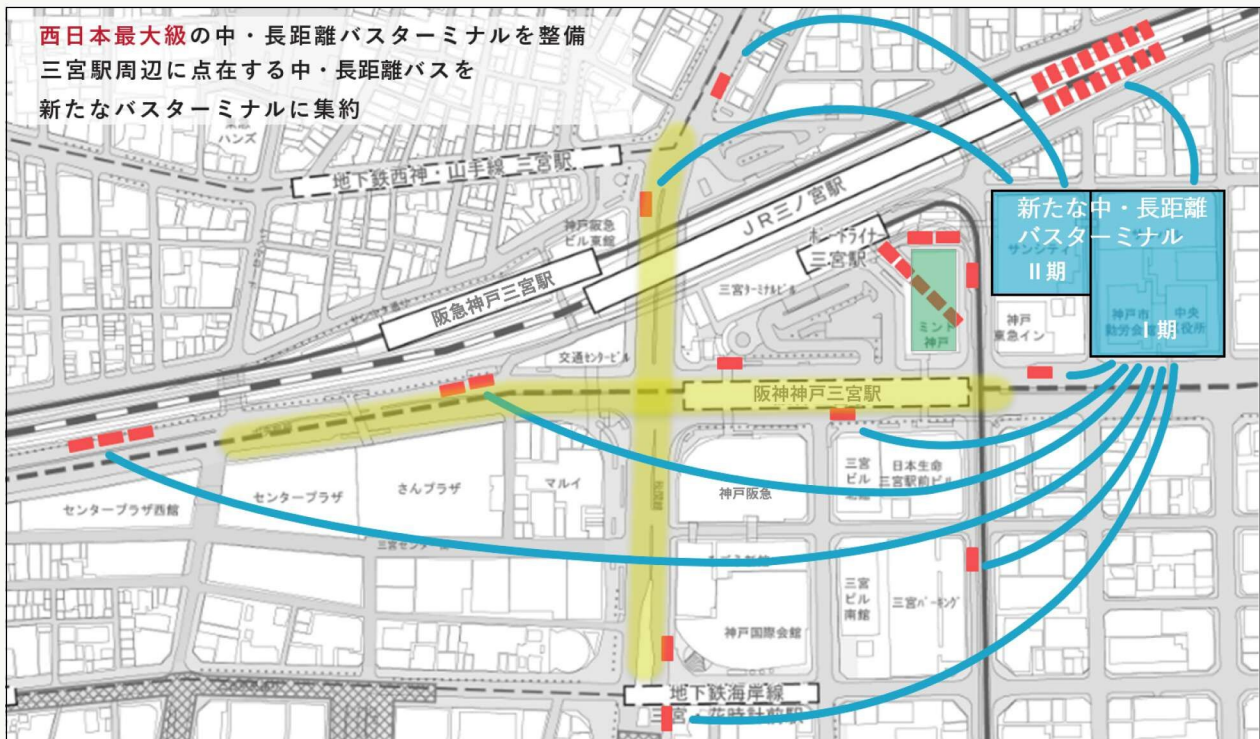 西日本最大級の中・長距離バスターミナルを整備
三宮駅周辺に点在する中・長距離バスを
新たなバスターミナルに集約
ハンズ
地下鉄西神・山手線 三宮駅
神戸阪急
ビル東館
JR三ノ宮駅
ポートライナー
三宮駅
新たな中・長距離
バスターミナル
サンシティ
II期
阪急神戸三宮駅
三宮ターミナルビル
ミント
神戸
神戸
東急イン
神戸市
勤労会館
中央
区役所
I期
交通センタービル
阪神神戸三宮駅
センタープラザ西館
センタープラザ
さんプラザ
マルイ
神戸阪急
三宮
ビル
日本生命
三宮駅前ビル
三宮センター
三宮
ビル
南館
三宮パーキング
神戸国際会館
地下鉄海岸線
三宮・花時計前駅